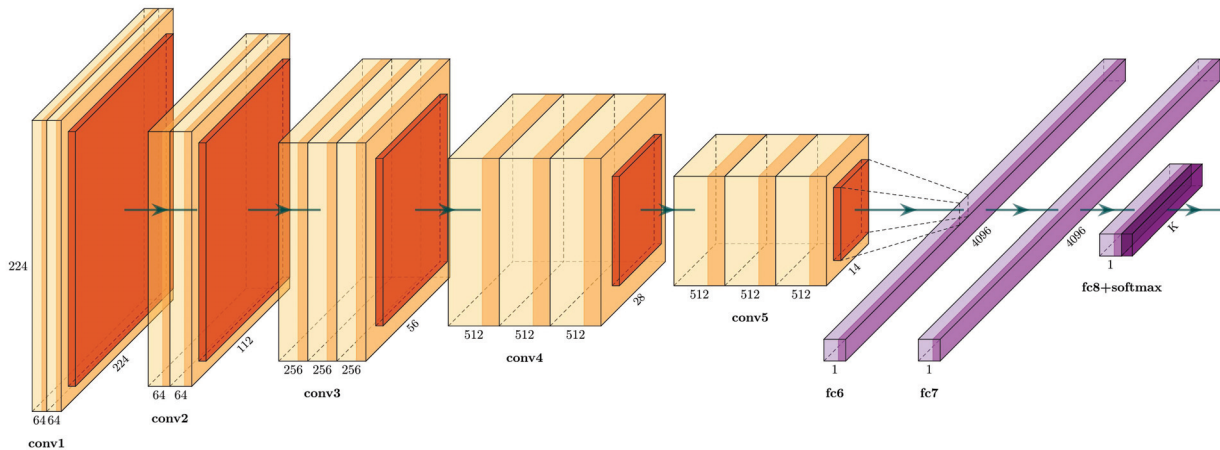 224
64 64
224
conv1
64 64
112
conv2
256 256 256
56
conv3
512 512 512
28
conv4
512 512 512
14
conv5
1
4096
fc6
1
4096
fc7
1
K
fc8+softmax